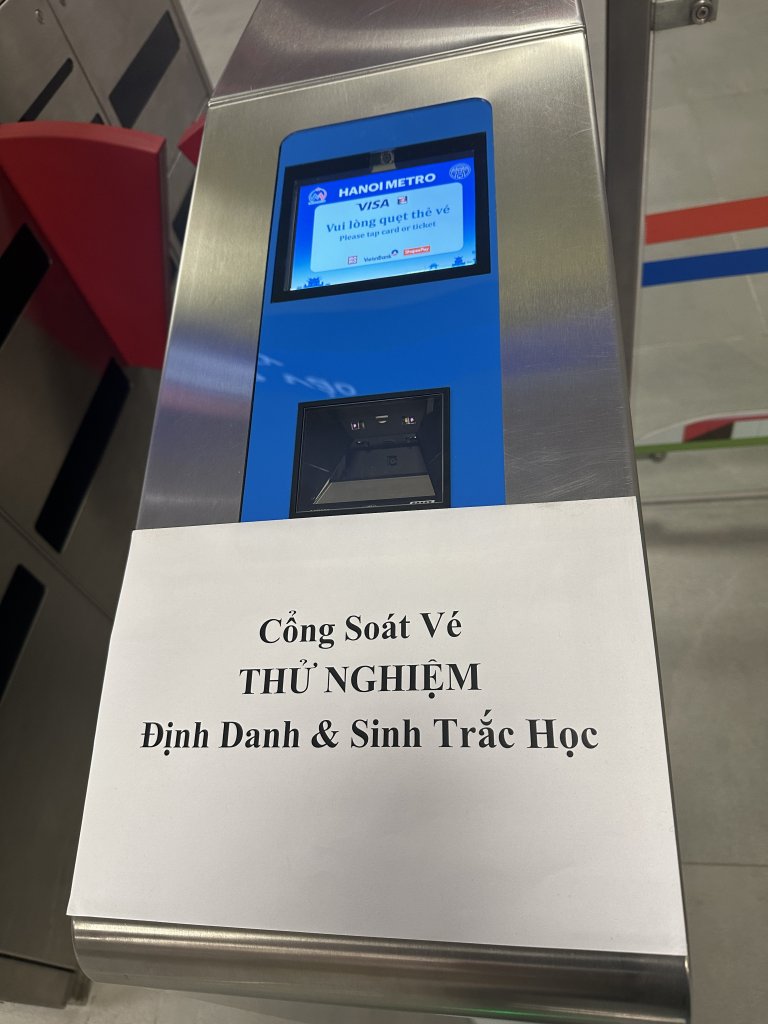 HANOI METRO
VISA
Vui lòng quẹt thẻ vé
Please tap card or ticket
VietinBank
ShopeePay
Cổng Soát Vé
THỬ NGHIỆM
Định Danh & Sinh Trắc Học